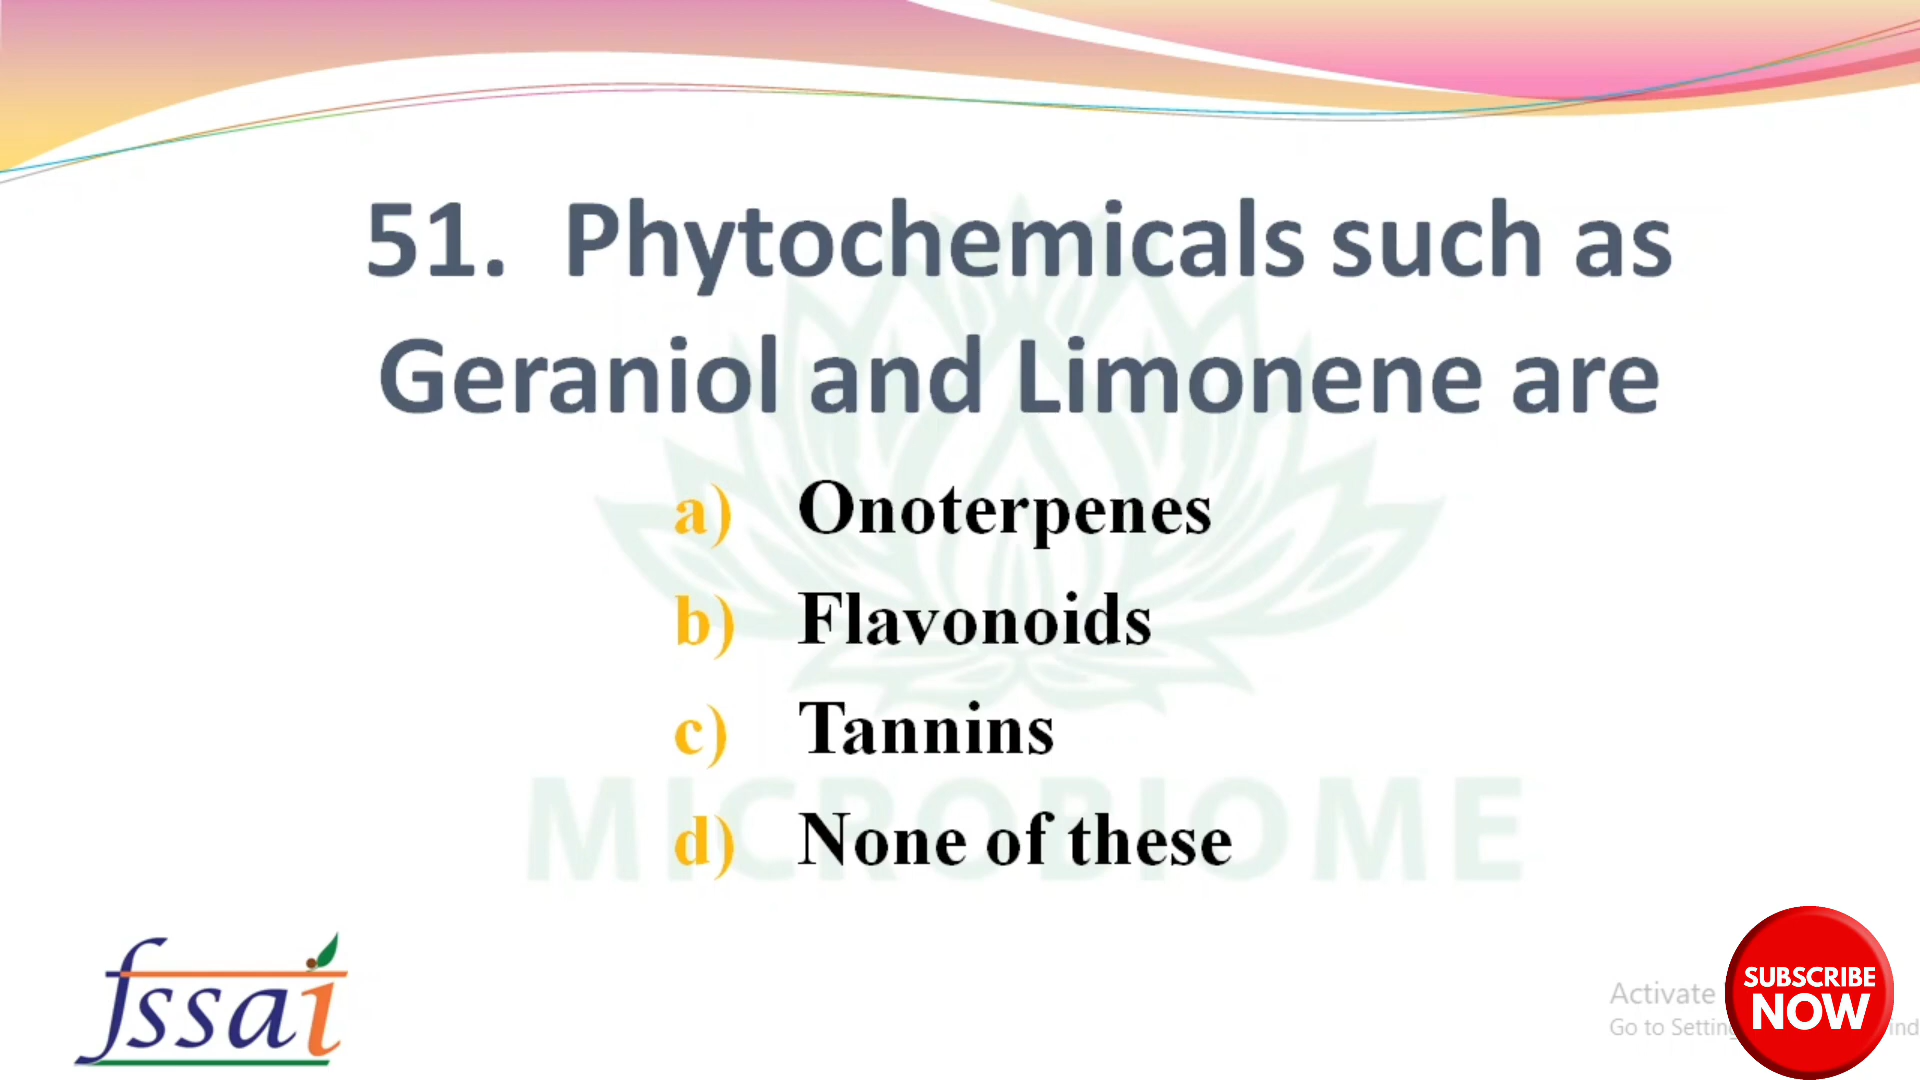 51. Phytochemicals such as
Geraniol and Limonene are
a) Onoterpenes
b) Flavonoids
c) Tannins
d) None of these
MICROBIOME
fssai
Activate
Go to Setting
SUBSCRIBE
NOW